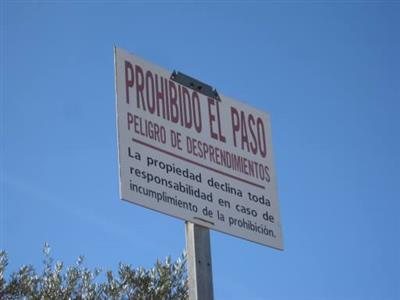 PROHIBIDO EL PASO
PELIGRO DE DESPRENDIMIENTOS
La propiedad declina toda
responsabilidad en caso de
incumplimiento de la prohibición.